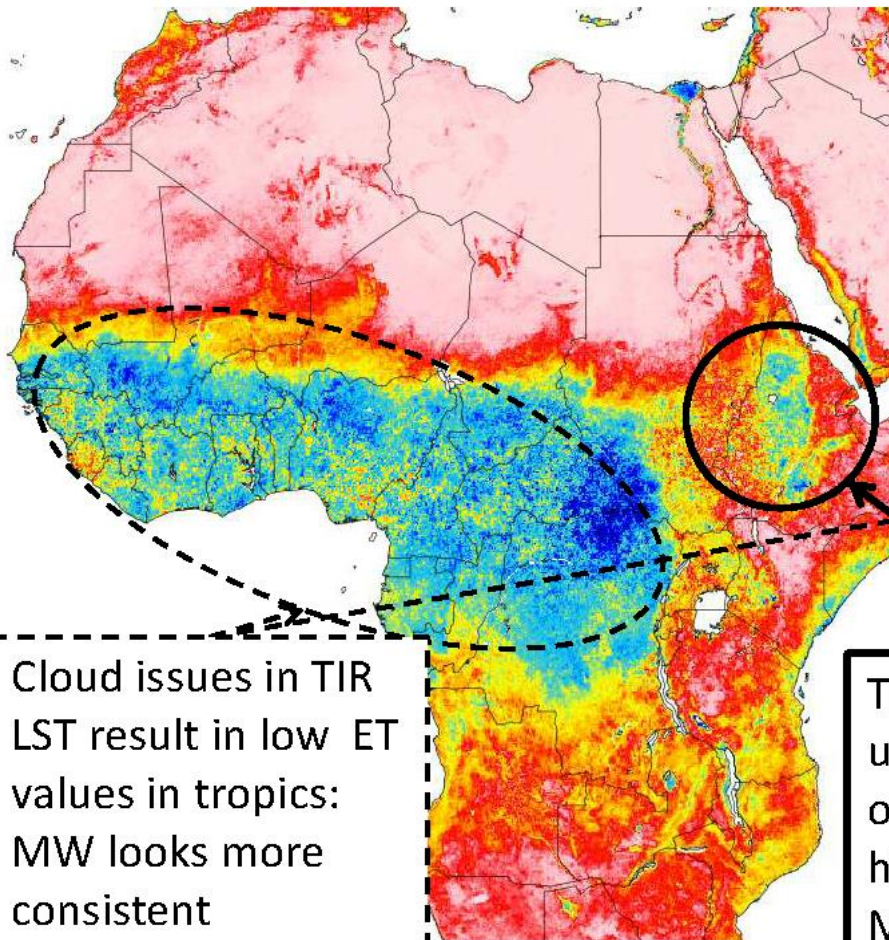 Cloud issues in TIR
LST result in low ET
values in tropics:
MW looks more
consistent